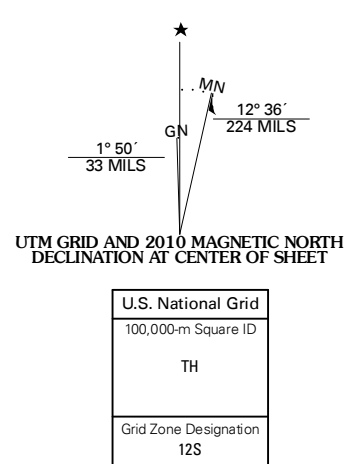 ★
MN
GN
12° 36´
224 MILS
1° 50´
33 MILS
UTM GRID AND 2010 MAGNETIC NORTH
DECLINATION AT CENTER OF SHEET
U.S. National Grid
100,000-m Square ID
TH
Grid Zone Designation
12S